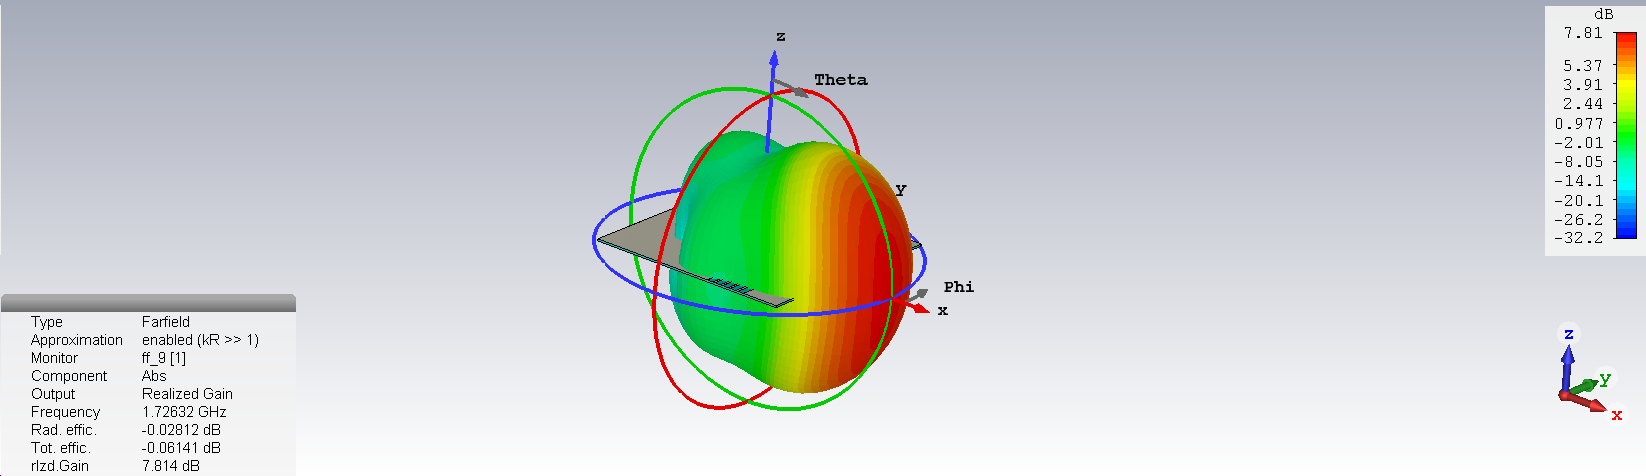 z
Theta
Y
Phi
x
dB
7.81
5.37
3.91
2.44
0.977
-2.01
-8.05
-14.1
-20.1
-26.2
-32.2
Type Farfield
Approximation enabled (kR >> 1)
Monitor ff_9 [1]
Component Abs
Output Realized Gain
Frequency 1.72632 GHz
Rad. effic. -0.02812 dB
Tot. effic. -0.06141 dB
rlzd.Gain 7.814 dB
z
y
x